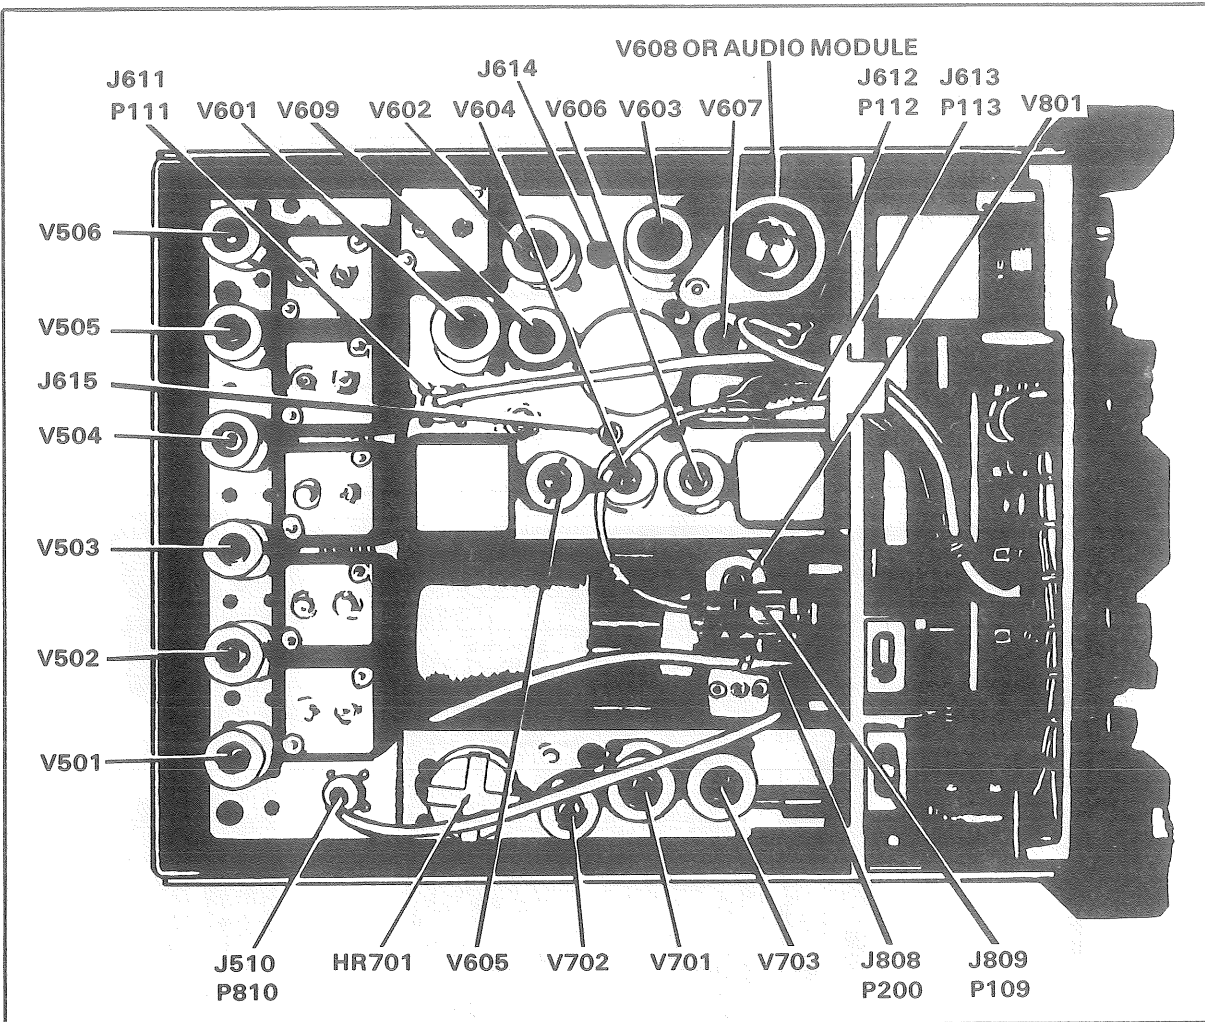 V608 OR AUDIO MODULE
J614
J611
J612
J613
P111
V601
V609
V602
V604
V606
V603
V607
P112
P113
V801
V506
V505
J615
V504
V503
V502
V501
J510
P810
HR701
V605
V702
V701
V703
J808
P200
J809
P109